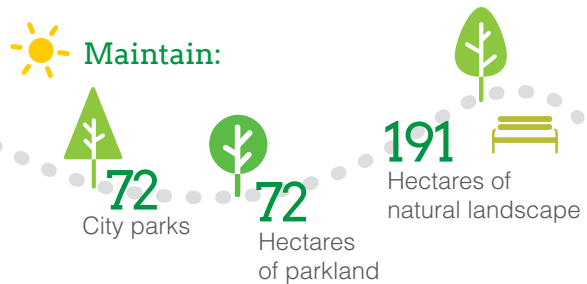 Maintain:
72
City parks
72
Hectares
of parkland
191
Hectares of
natural landscape